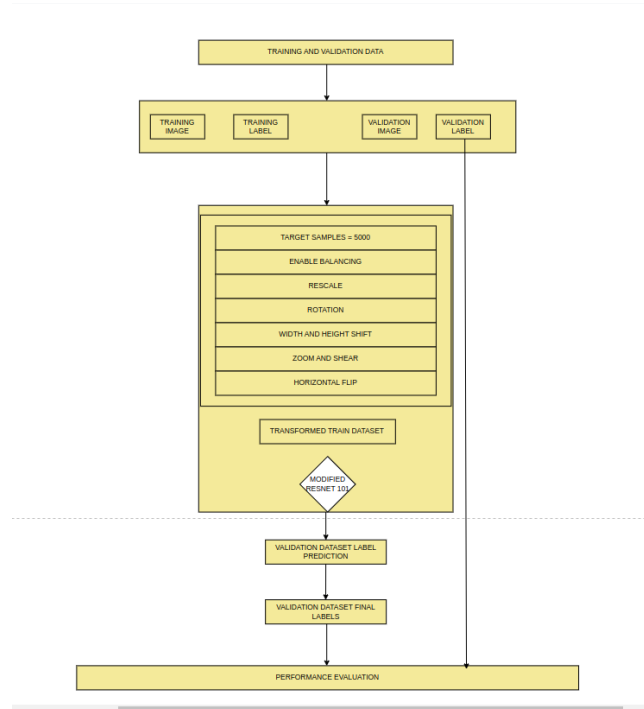 TRAINING AND VALIDATION DATA
TRAINING
IMAGE
TRAINING
LABEL
VALIDATION
IMAGE
VALIDATION
LABEL
TARGET SAMPLES = 5000
ENABLE BALANCING
RESCALE
ROTATION
WIDTH AND HEIGHT SHIFT
ZOOM AND SHEAR
HORIZONTAL FLIP
TRANSFORMED TRAIN DATASET
MODIFIED
RESNET 101
VALIDATION DATASET LABEL
PREDICTION
VALIDATION DATASET FINAL
LABELS
PERFORMANCE EVALUATION